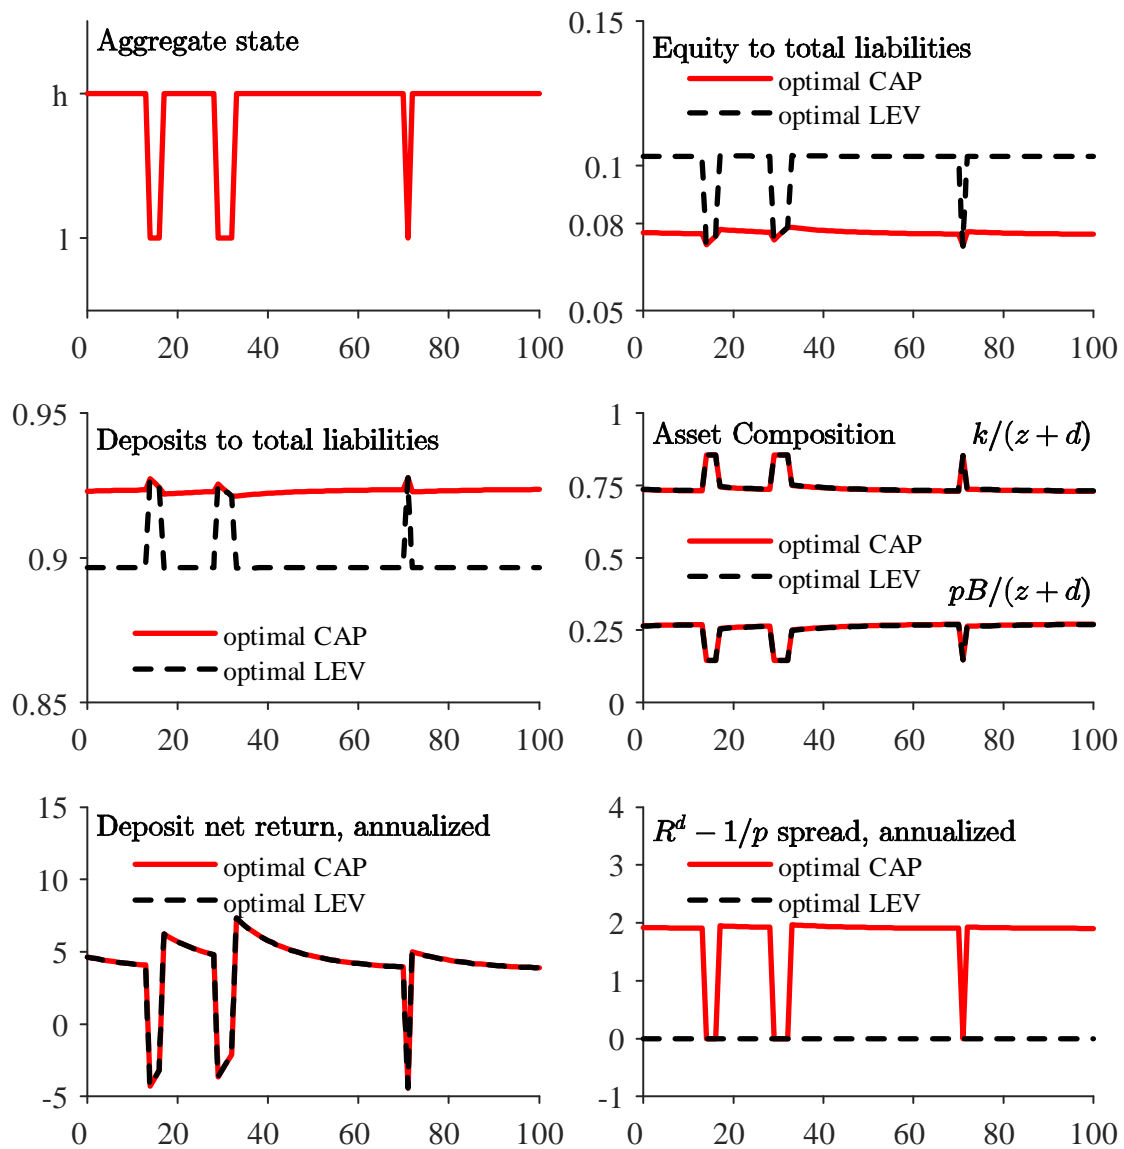 Aggregate state
h
l
0 20 40 60 80 100
Equity to total liabilities
optimal CAP
optimal LEV
0.15
0.1
0.08
0.05
0 20 40 60 80 100
Deposits to total liabilities
optimal CAP
optimal LEV
0.95
0.9
0.85
0 20 40 60 80 100
Asset Composition
k/(z + d)
optimal CAP
optimal LEV
pB/(z + d)
1
0.75
0.5
0.25
0
0 20 40 60 80 100
Deposit net return, annualized
optimal CAP
optimal LEV
15
10
5
0
-5
0 20 40 60 80 100
R^d − 1/p spread, annualized
optimal CAP
optimal LEV
4
3
2
1
0
-1
0 20 40 60 80 100